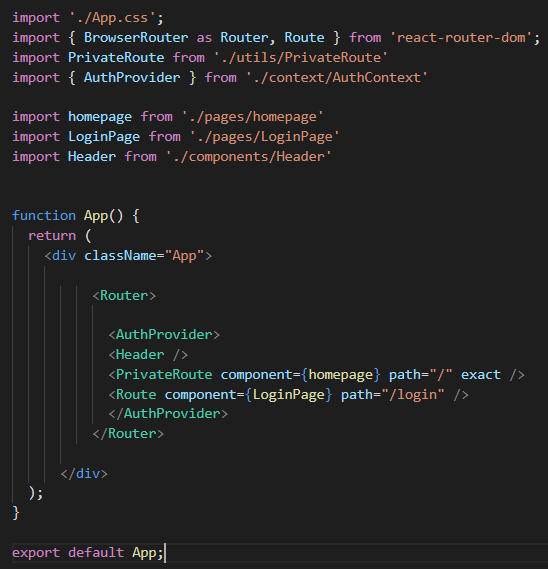 import './App.css';
import { BrowserRouter as Router, Route } from 'react-router-dom';
import PrivateRoute from './utils/PrivateRoute'
import { AuthProvider } from './context/AuthContext'
import homepage from './pages/homepage'
import LoginPage from './pages/LoginPage'
import Header from './components/Header'
function App() {
return (
<div className="App">
<Router>
<AuthProvider>
<Header />
<PrivateRoute component={homepage} path="/" exact />
<Route component={LoginPage} path="/login" />
</AuthProvider>
</Router>
</div>
);
}
export default App;